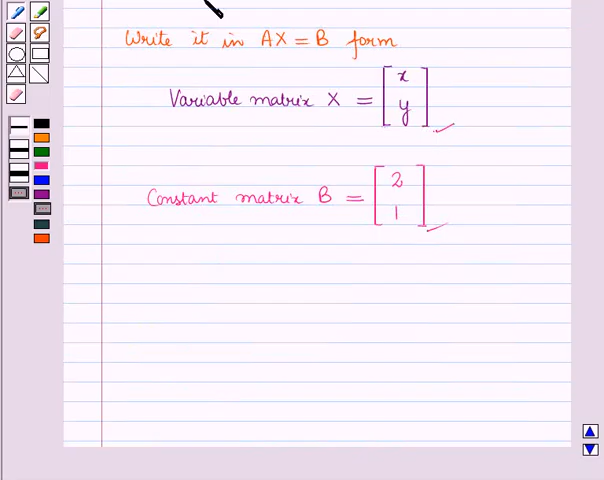 Write it in AX = B form
Variable matrix X = [x
y]
Constant matrix B = [2
1]